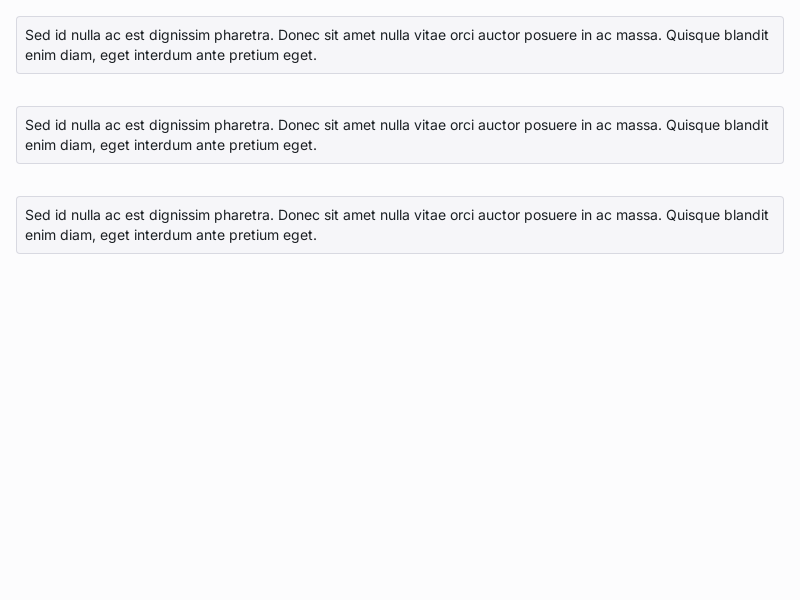 Sed id nulla ac est dignissim pharetra. Donec sit amet nulla vitae orci auctor posuere in ac massa. Quisque blandit
enim diam, eget interdum ante pretium eget.
Sed id nulla ac est dignissim pharetra. Donec sit amet nulla vitae orci auctor posuere in ac massa. Quisque blandit
enim diam, eget interdum ante pretium eget.
Sed id nulla ac est dignissim pharetra. Donec sit amet nulla vitae orci auctor posuere in ac massa. Quisque blandit
enim diam, eget interdum ante pretium eget.